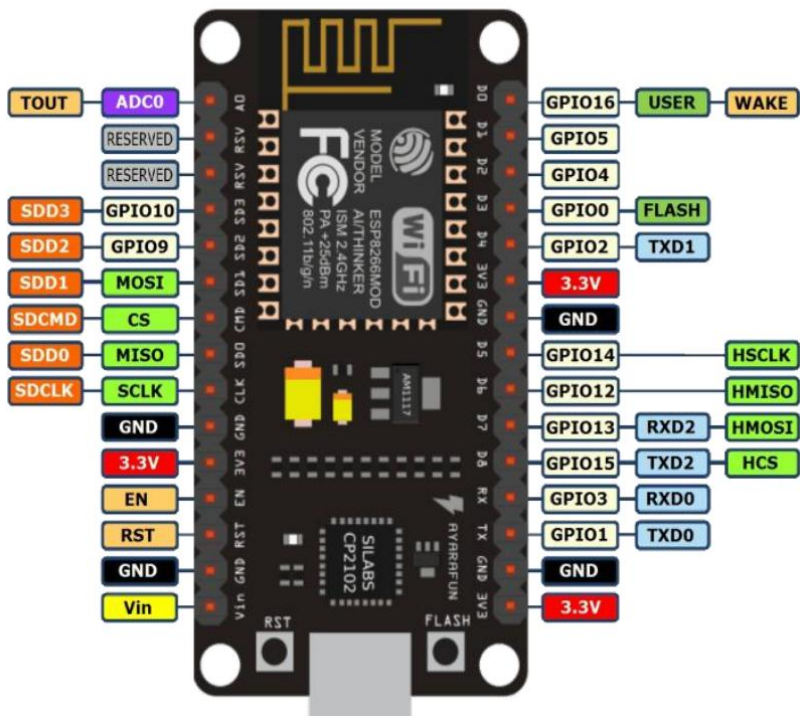 TOUT ADC0 A0 D0 GPIO16 USER WAKE
RESERVED RSV D1 GPIO5
RESERVED RSV D2 GPIO4
SDD3 GPIO10 SD3 D3 GPIO0 FLASH
SDD2 GPIO9 SD2 D4 GPIO2 TXD1
SDD1 MOSI SD1 3V3 3.3V
SDCMD CS CMD GND GND
SDD0 MISO SD0 D5 GPIO14 HSCLK
SDCLK SCLK CLK D6 GPIO12 HMISO
GND GND D7 GPIO13 RXD2 HMOSI
3.3V 3V3 D8 GPIO15 TXD2 HCS
EN EN RX GPIO3 RXD0
RST RST TX GPIO1 TXD0
GND GND GND GND
Vin Vin 3V3 3.3V
MODEL ESP8266MOD
VENDOR AI/THINKER
ISM 2.4GHz
PA +25dBm
802.11b/g/n
FC
WiFi
AM1117
SILABS
CP2102
AYARAFUN
RST
FLASH